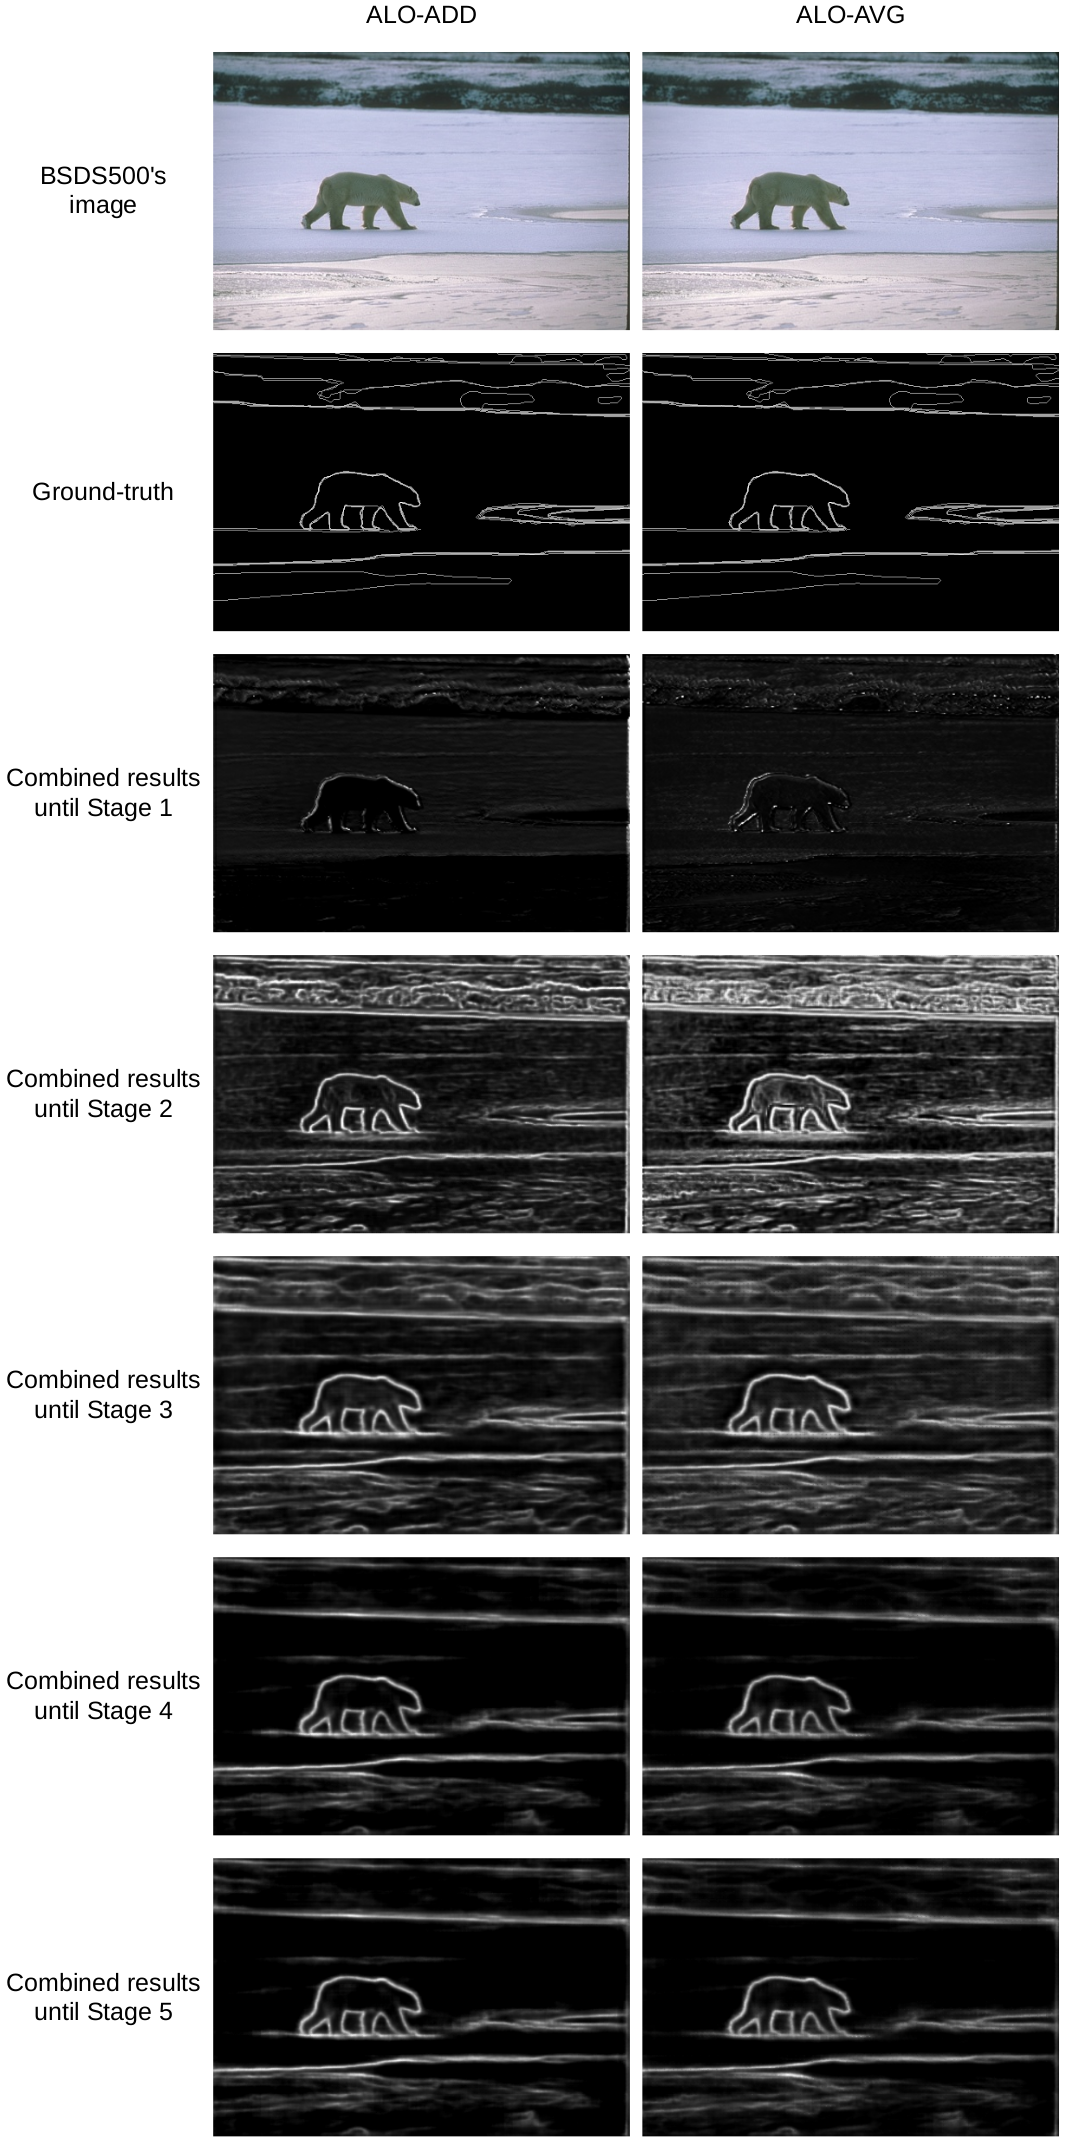 ALO-ADD
ALO-AVG
BSDS500's
image
Ground-truth
Combined results
until Stage 1
Combined results
until Stage 2
Combined results
until Stage 3
Combined results
until Stage 4
Combined results
until Stage 5